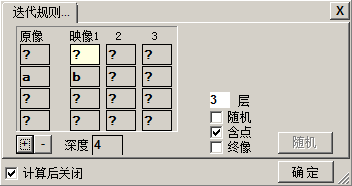 迭代规则... X
原像 映像1 2 3
? ? ? ?
a b ? ?
? ? ? ?
? ? ? ?
+ - 深度 4
3 层
随机
含点
终像
随机
计算后关闭 确定